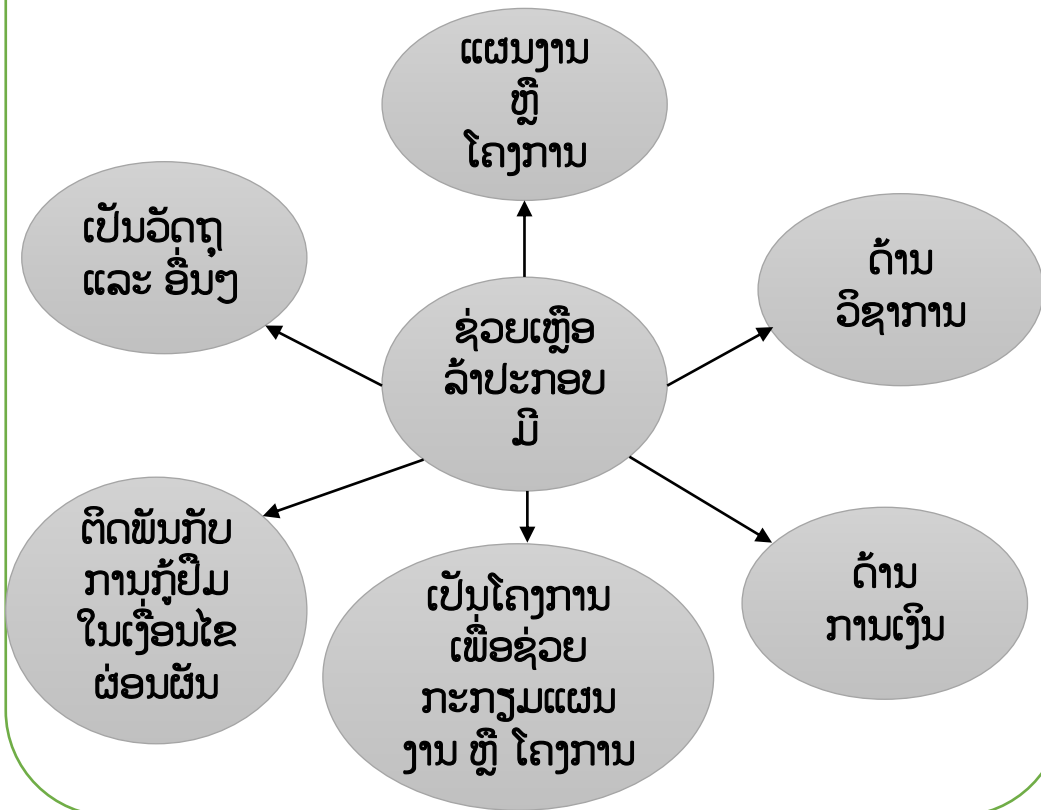 ແຜນງານ
ຫຼື
ໂຄງການ
ເປັນວັດຖຸ
ແລະ ອື່ນໆ
ດ້ານ
ວິຊາການ
ຊ່ວຍເຫຼືອ
ລ້າປະກອບ
ມີ
ຕິດພັນກັບ
ການກູ້ຢືມ
ໃນເງື່ອນໄຂ
ຜ່ອນຜັນ
ເປັນໂຄງການ
ເພື່ອຊ່ວຍ
ກະກຽມແຜນ
ງານ ຫຼື ໂຄງການ
ດ້ານ
ການເງິນ